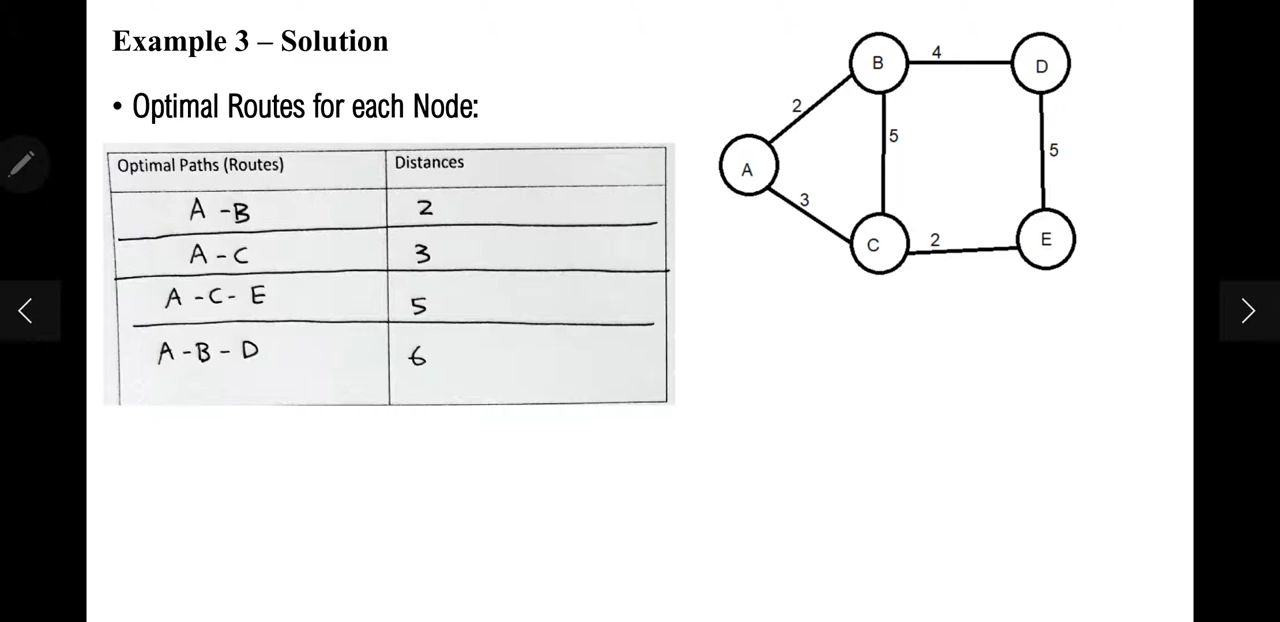 Example 3 – Solution
• Optimal Routes for each Node:
Optimal Paths (Routes) Distances
A - B 2
A - C 3
A - C - E 5
A - B - D 6
B 4 D
2
5
5
A
3
C 2 E